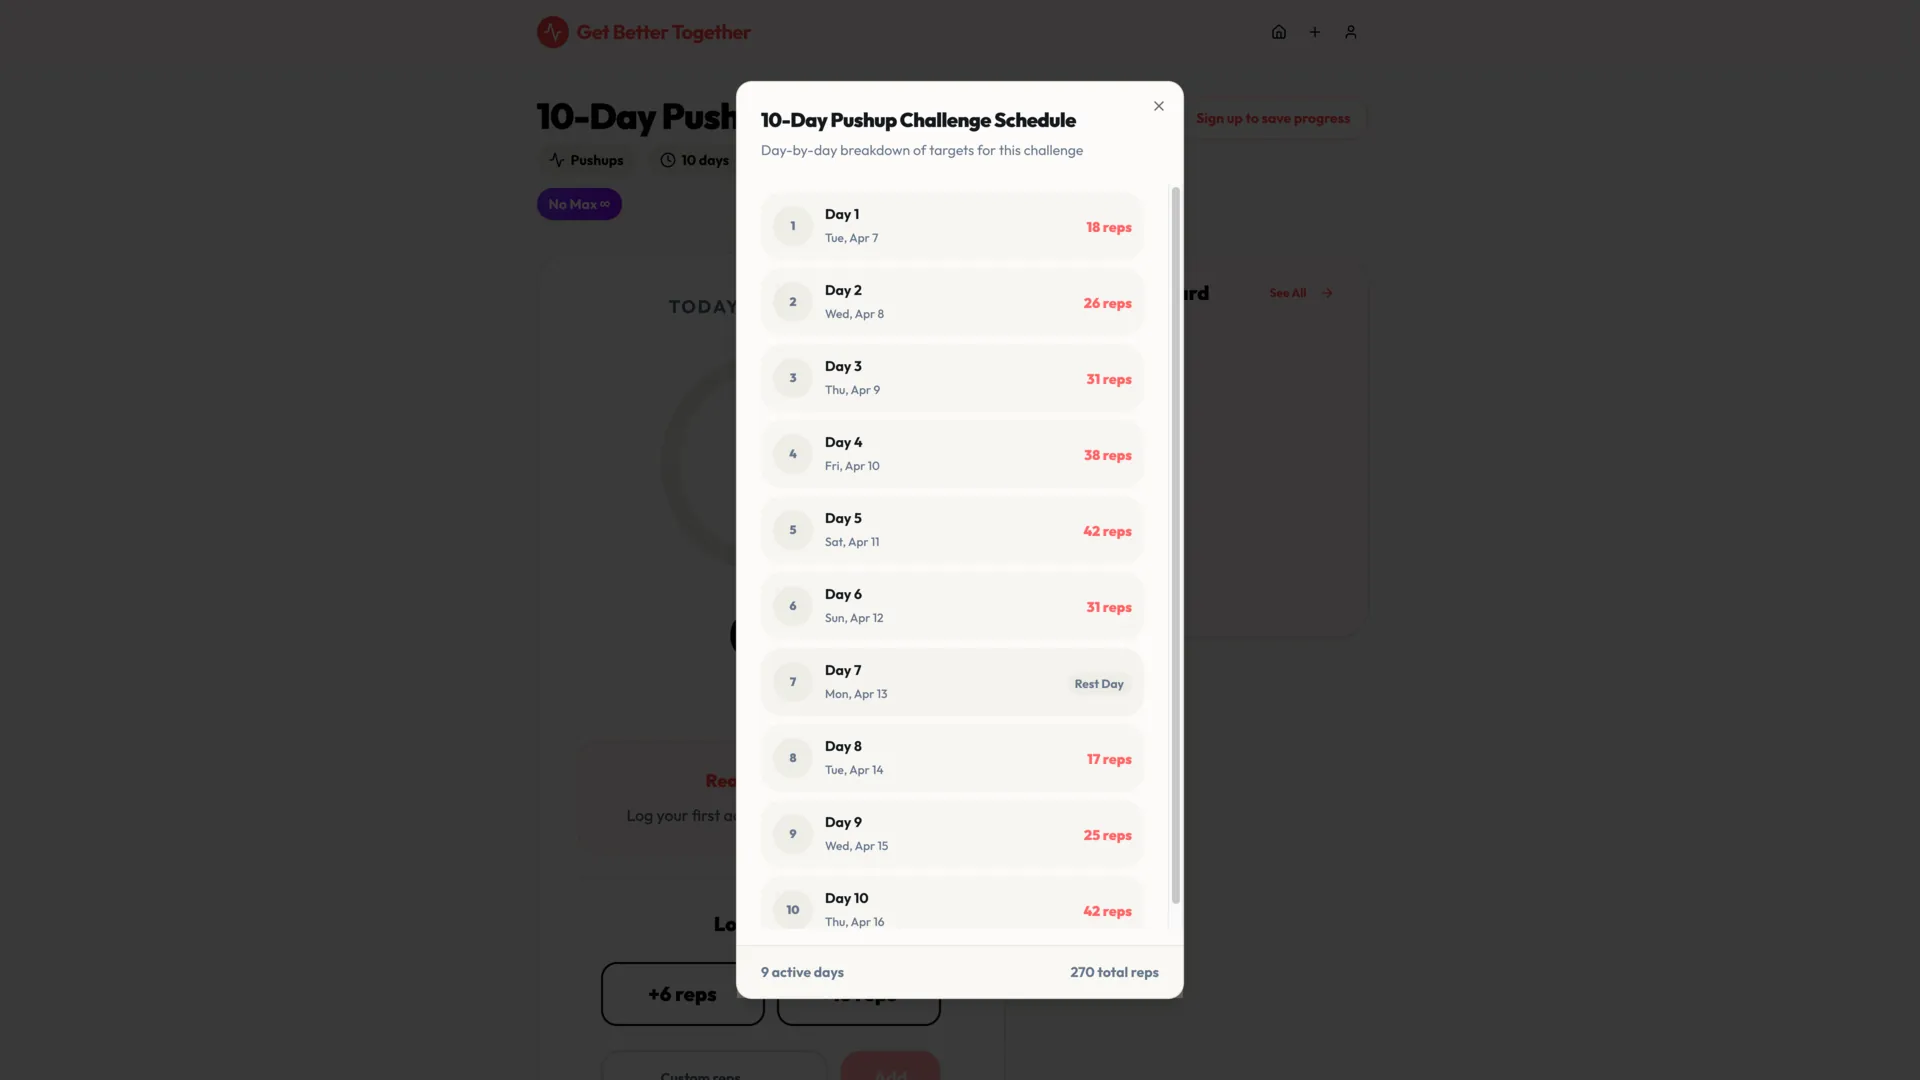 Get Better Together
10-Day Push
Sign up to save progress
Pushups
10 days
No Max ∞
TODAY
rd
See All
Log your first a
Lo
+6 reps
Custom reps
Add
10-Day Pushup Challenge Schedule
Day-by-day breakdown of targets for this challenge
1
Day 1
Tue, Apr 7
18 reps
2
Day 2
Wed, Apr 8
26 reps
3
Day 3
Thu, Apr 9
31 reps
4
Day 4
Fri, Apr 10
38 reps
5
Day 5
Sat, Apr 11
42 reps
6
Day 6
Sun, Apr 12
31 reps
7
Day 7
Mon, Apr 13
Rest Day
8
Day 8
Tue, Apr 14
17 reps
9
Day 9
Wed, Apr 15
25 reps
10
Day 10
Thu, Apr 16
42 reps
9 active days
270 total reps